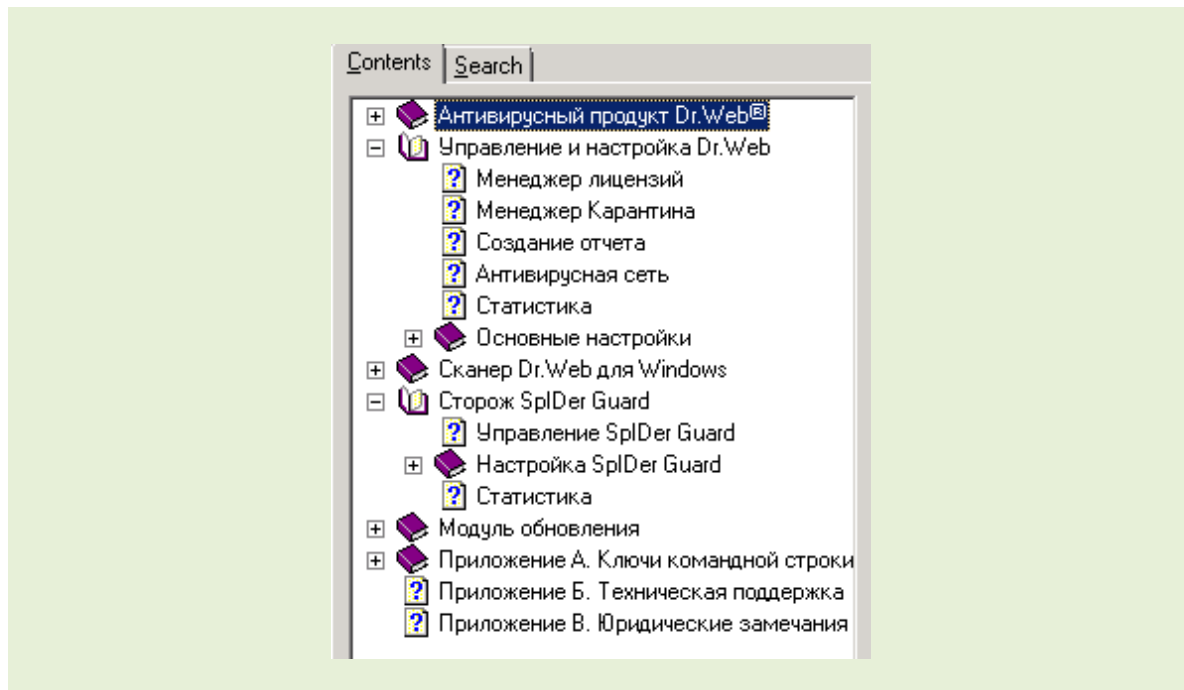 Contents Search
Антивирусный продукт Dr.Web®
Управление и настройка Dr.Web
Менеджер лицензий
Менеджер Карантина
Создание отчета
Антивирусная сеть
Статистика
Основные настройки
Сканер Dr.Web для Windows
Сторож SpIDer Guard
Управление SpIDer Guard
Настройка SpIDer Guard
Статистика
Модуль обновления
Приложение А. Ключи командной строки
Приложение Б. Техническая поддержка
Приложение В. Юридические замечания